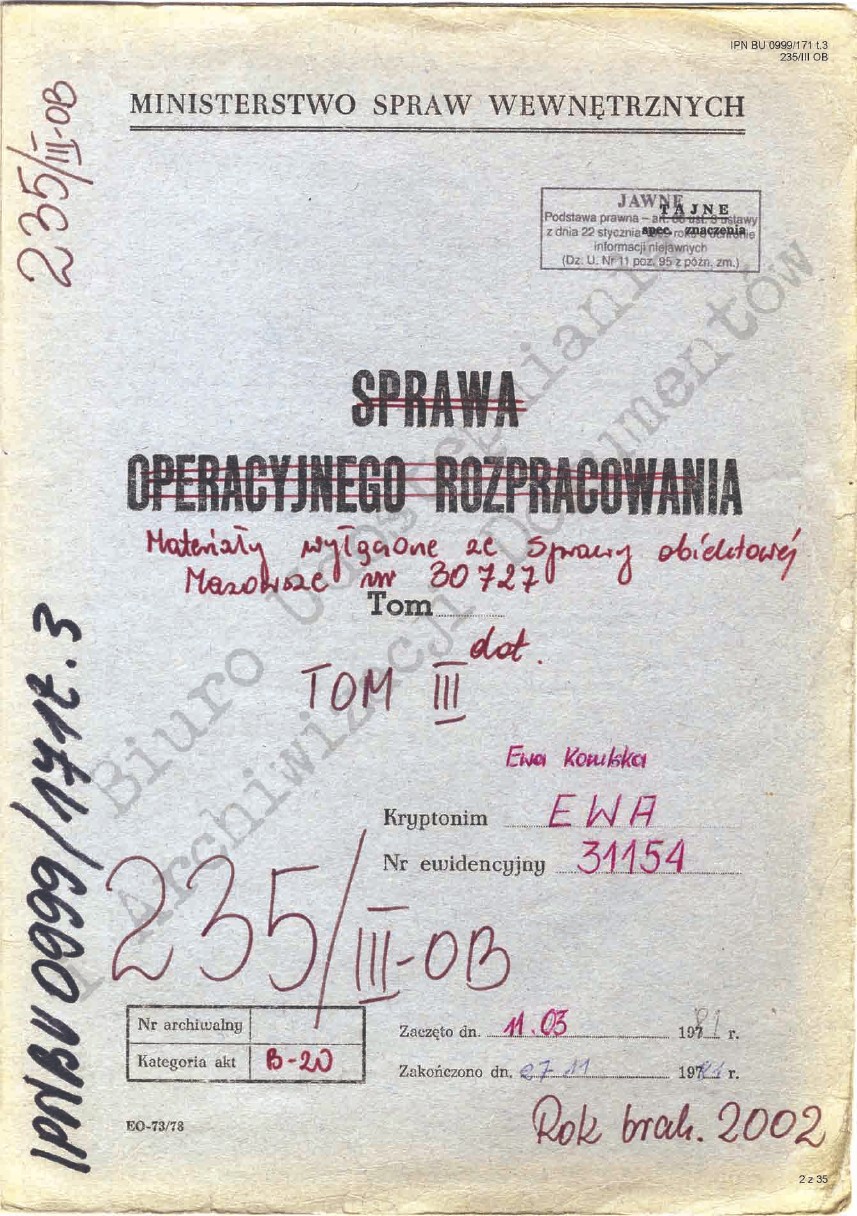 IPN BU 0999/171 t.3
235/III OB
235/III-OB
MINISTERSTWO SPRAW WEWNĘTRZNYCH
JAWNE
TAJNE
Podstawa prawna – art. 86 ust. ustawy
spec. znaczenia
z dnia 22 stycznia roku o ochronie
informacji niejawnych
(Dz. U. Nr 11 poz. 95 z późn. zm.)
SPRAWA
OPERACYJNEGO ROZPRACOWANIA
Materiały wyłączone ze Sprawy obiektowej
Mazowsze nr 30727
Tom
dot.
TOM III
Ewa
Kryptonim EWA
Nr ewidencyjny 31154
235/III-OB
IPN BU 0999/171 t. 3
Nr archiwalny
Kategoria akt B-20
Zaczęto dn. 11.03 1981 r.
Zakończono dn. 27 11 1981 r.
EO-73/78
Rok brak. 2002
Biuro Udostępniania
i Archiwizacji Dokumentów
2 z 35